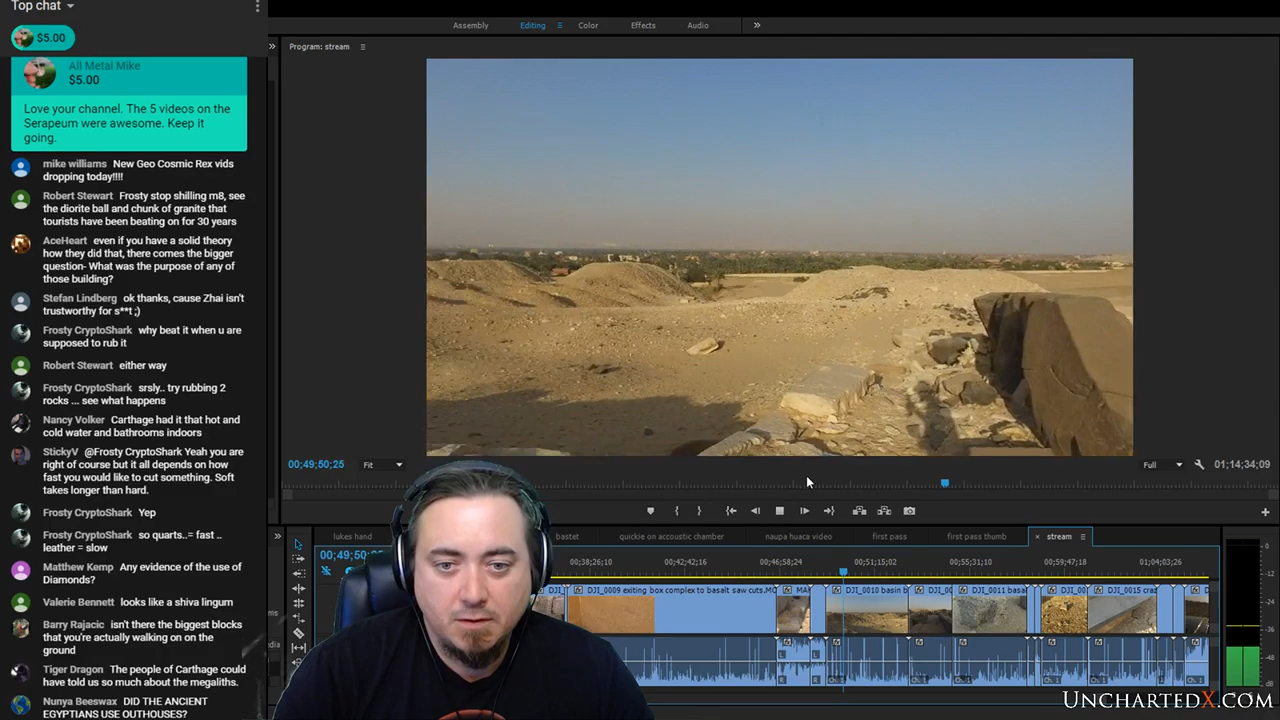 Top chat
$5.00
All Metal Mike
$5.00
Love your channel. The 5 videos on the
Serapeum were awesome. Keep it
going.
mike williams New Geo Cosmic Rex vids
dropping today!!!!
Robert Stewart Frosty stop shilling m8, see
the diorite ball and chunk of granite that
tourists have been beating on for 30 years
AceHeart even if you have a solid theory
how they did that, there comes the bigger
question- What was the purpose of any of
those building?
Stefan Lindberg ok thanks, cause Zhai isn't
trustworthy for s**t ;)
Frosty CryptoShark why beat it when u are
supposed to rub it
Robert Stewart either way
Frosty CryptoShark srsly.. try rubbing 2
rocks ... see what happens
Nancy Volker Carthage had it that hot and
cold water and bathrooms indoors
StickyV @Frosty CryptoShark Yeah you are
right of course but it all depends on how
fast you would like to cut something. Soft
takes longer than hard.
Frosty CryptoShark Yep
Frosty CryptoShark so quarts..= fast ..
leather = slow
Matthew Kemp Any evidence of the use of
Diamonds?
Valerie Bennett looks like a shiva lingum
Barry Rajacic isn't there the biggest blocks
that you're actually walking on on the
ground
Tiger Dragon The people of Carthage could
have told us so much about the megaliths.
Nunya Beeswax DID THE ANCIENT
EGYPTIANS USE OUTHOUSES?
Assembly Editing Color Effects Audio
Program: stream
00;49;50;25 Fit Full 01;14;34;09
lukes hand bastet quickie on accoustic chamber naupa huaca video first pass first pass thumb stream
00;38;26;10 00;42;42;16 00;46;58;24 00;51;15;02 00;55;31;10 00;59;47;18 01;04;03;26
DJI_0009 exiting box complex to basalt saw cuts.MO DJI_0010 basin b DJI_0011 basal DJI_0015 craz
UnchartedX.com